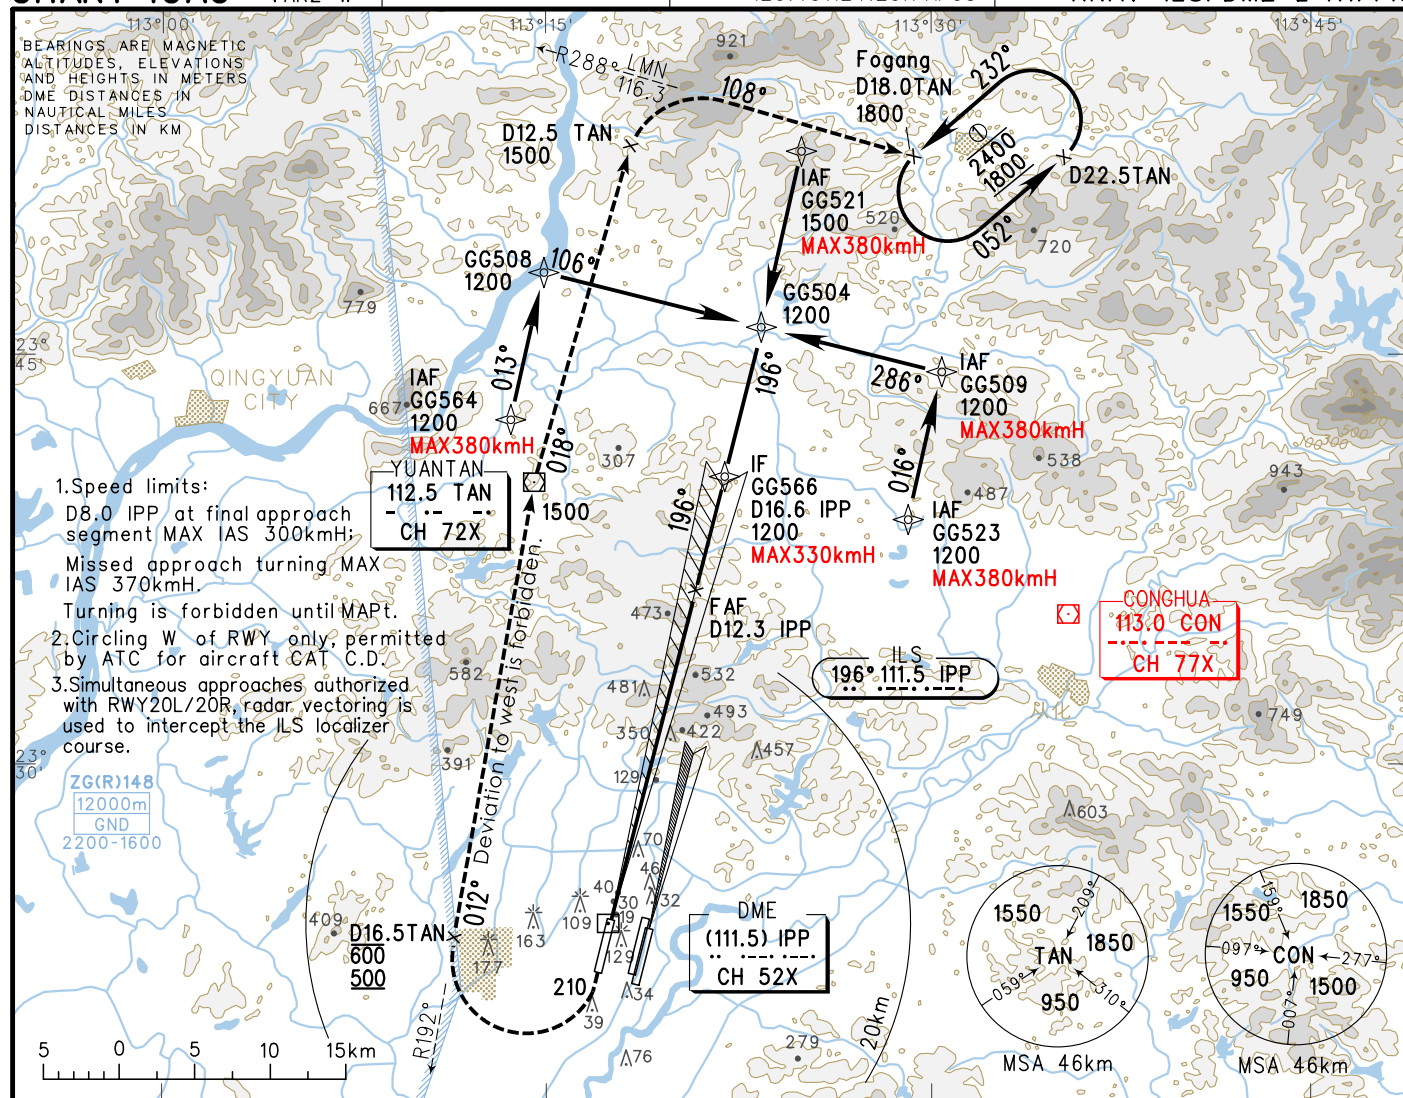 113°00'
113°15'
113°30'
113°45'
BEARINGS ARE MAGNETIC
ALTITUDES, ELEVATIONS
AND HEIGHTS IN METERS
DME DISTANCES IN
NAUTICAL MILES
DISTANCES IN KM
R288° LMN
116.3
921
108°
Fogang
D18.0TAN
1800
232°
①
2400
1800
D22.5TAN
052°
D12.5 TAN
1500
IAF
GG521
1500
MAX380kmH
520
720
GG508
1200
106°
GG504
1200
779
23°
45'
QINGYUAN
CITY
667
IAF
GG564
1200
MAX380kmH
013°
018°
196°
286°
IAF
GG509
1200
MAX380kmH
016°
307
538
487
943
YUANTAN
112.5 TAN
CH 72X
1500
IF
GG566
D16.6 IPP
1200
MAX330kmH
196°
IAF
GG523
1200
MAX380kmH
1.Speed limits:
D8.0 IPP at final approach
segment MAX IAS 300kmH;
Missed approach turning MAX
IAS 370kmH.
Turning is forbidden until MAPt.
2.Circling W of RWY only, permitted
by ATC for aircraft CAT C.D.
3.Simultaneous approaches authorized
with RWY20L/20R, radar vectoring is
used to intercept the ILS localizer
course.
Deviation to west is forbidden.
012°
473
FAF
D12.3 IPP
CONGHUA
113.0 CON
CH 77X
ILS
196° 111.5 IPP
582
481
532
493
350
422
457
749
391
129
23°
30'
ZG(R)148
12000m
GND
2200-1600
603
70
46
40
30
32
19
109
129
163
177
409
D16.5TAN
600
500
210
34
39
76
279
R192°
DME
(111.5) IPP
CH 52X
20km
1550
209°
1850
TAN
059°
310°
950
MSA 46km
159°
1550
1850
097°
CON
277°
950
1500
007°
MSA 46km
5 0 5 10 15km